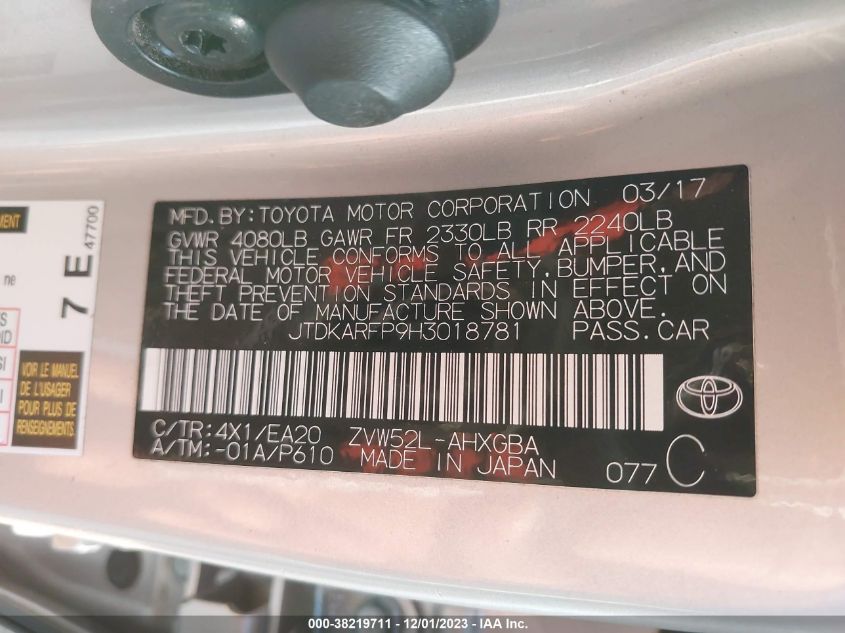 MFD. BY: TOYOTA MOTOR CORPORATION 03/17
GVWR 4080LB GAWR FR 2330LB RR 2240LB
THIS VEHICLE CONFORMS TO ALL APPLICABLE
FEDERAL MOTOR VEHICLE SAFETY, BUMPER, AND
THEFT PREVENTION STANDARDS IN EFFECT ON
THE DATE OF MANUFACTURE SHOWN ABOVE.
JTDKARFP9H3018781 PASS.CAR
C/TR:4X1/EA20 ZVW52L-AHXGBA
A/TM:-01A/P610 MADE IN JAPAN 077 C
7 E
47700
ne
VOIR LE MANUEL
DE L'USAGER
POUR PLUS DE
RENSEIGNEMENTS.
000-38219711 - 12/01/2023 - IAA Inc.